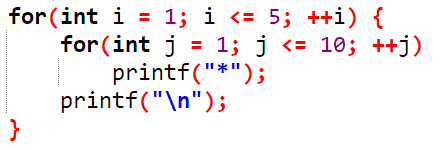 for(int i = 1; i <= 5; ++i) {
    for(int j = 1; j <= 10; ++j)
        printf("*");
    printf("\n");
}